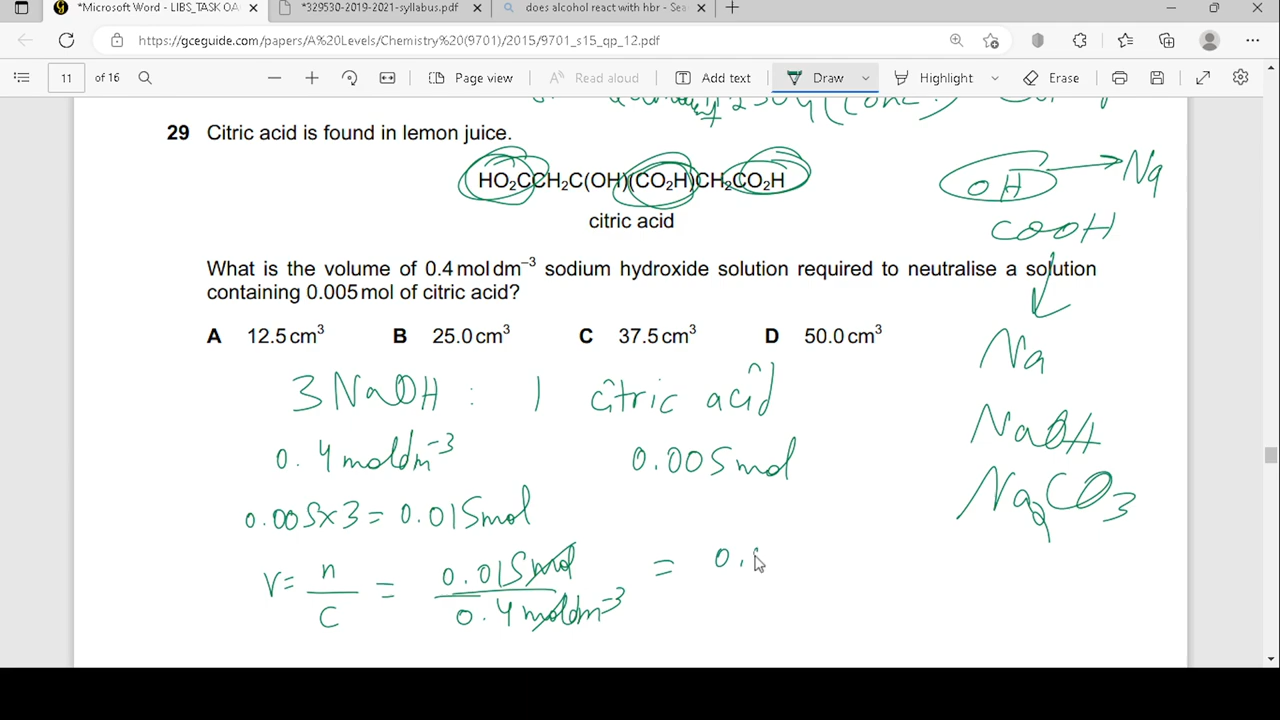 *Microsoft Word - LIBS_TASK OA
*329530-2019-2021-syllabus.pdf
does alcohol react with hbr - Sea
https://gceguide.com/papers/A%20Levels/Chemistry%20(9701)/2015/9701_s15_qp_12.pdf
11 of 16
Page view
Read aloud
Add text
Draw
Highlight
Erase
29 Citric acid is found in lemon juice.
HO₂CCH₂C(OH)(CO₂H)CH₂CO₂H
citric acid
OH → Na
COOH
What is the volume of 0.4 mol dm⁻³ sodium hydroxide solution required to neutralise a solution
containing 0.005 mol of citric acid?
A 12.5 cm³ B 25.0 cm³ C 37.5 cm³ D 50.0 cm³
Na
3 NaOH : 1 citric acid
NaOH
0.4 moldm⁻³ 0.005 mol
Na₂CO₃
0.005 x 3 = 0.015 mol
V = n/C = 0.015 mol/0.4 moldm⁻³ = 0.